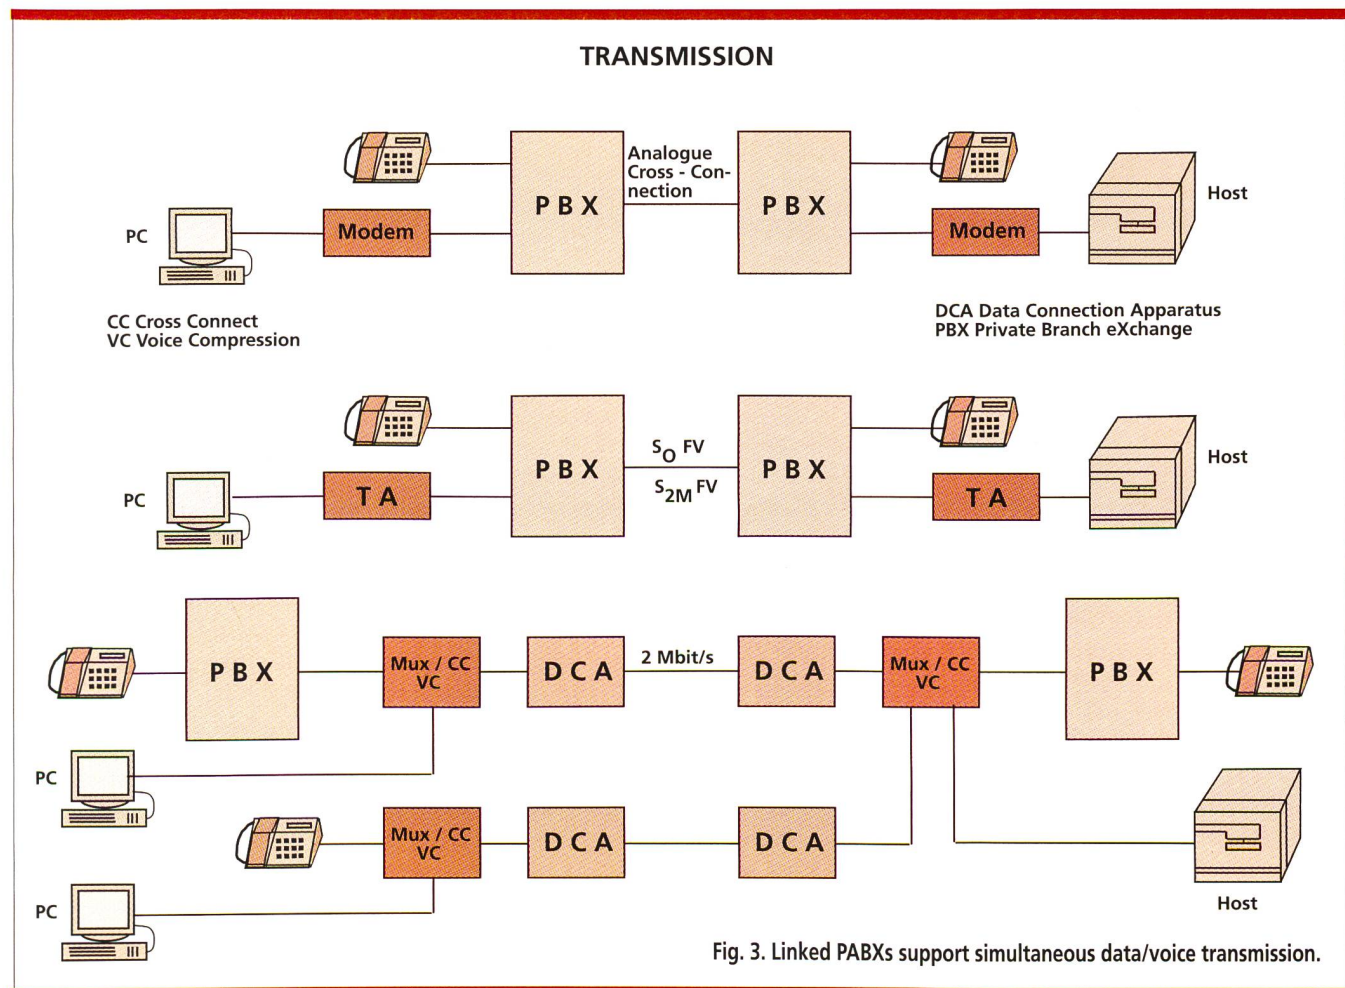 TRANSMISSION
Analogue
Cross - Con-
nection
PBX
PBX
Host
PC
Modem
Modem
CC Cross Connect
VC Voice Compression
DCA Data Connection Apparatus
PBX Private Branch eXchange
PBX
SO FV
S2M FV
PBX
Host
PC
TA
TA
PBX
Mux / CC
VC
DCA
2 Mbit/s
DCA
Mux / CC
VC
PBX
PC
Mux / CC
VC
DCA
DCA
PC
Host
Fig. 3. Linked PABXs support simultaneous data/voice transmission.